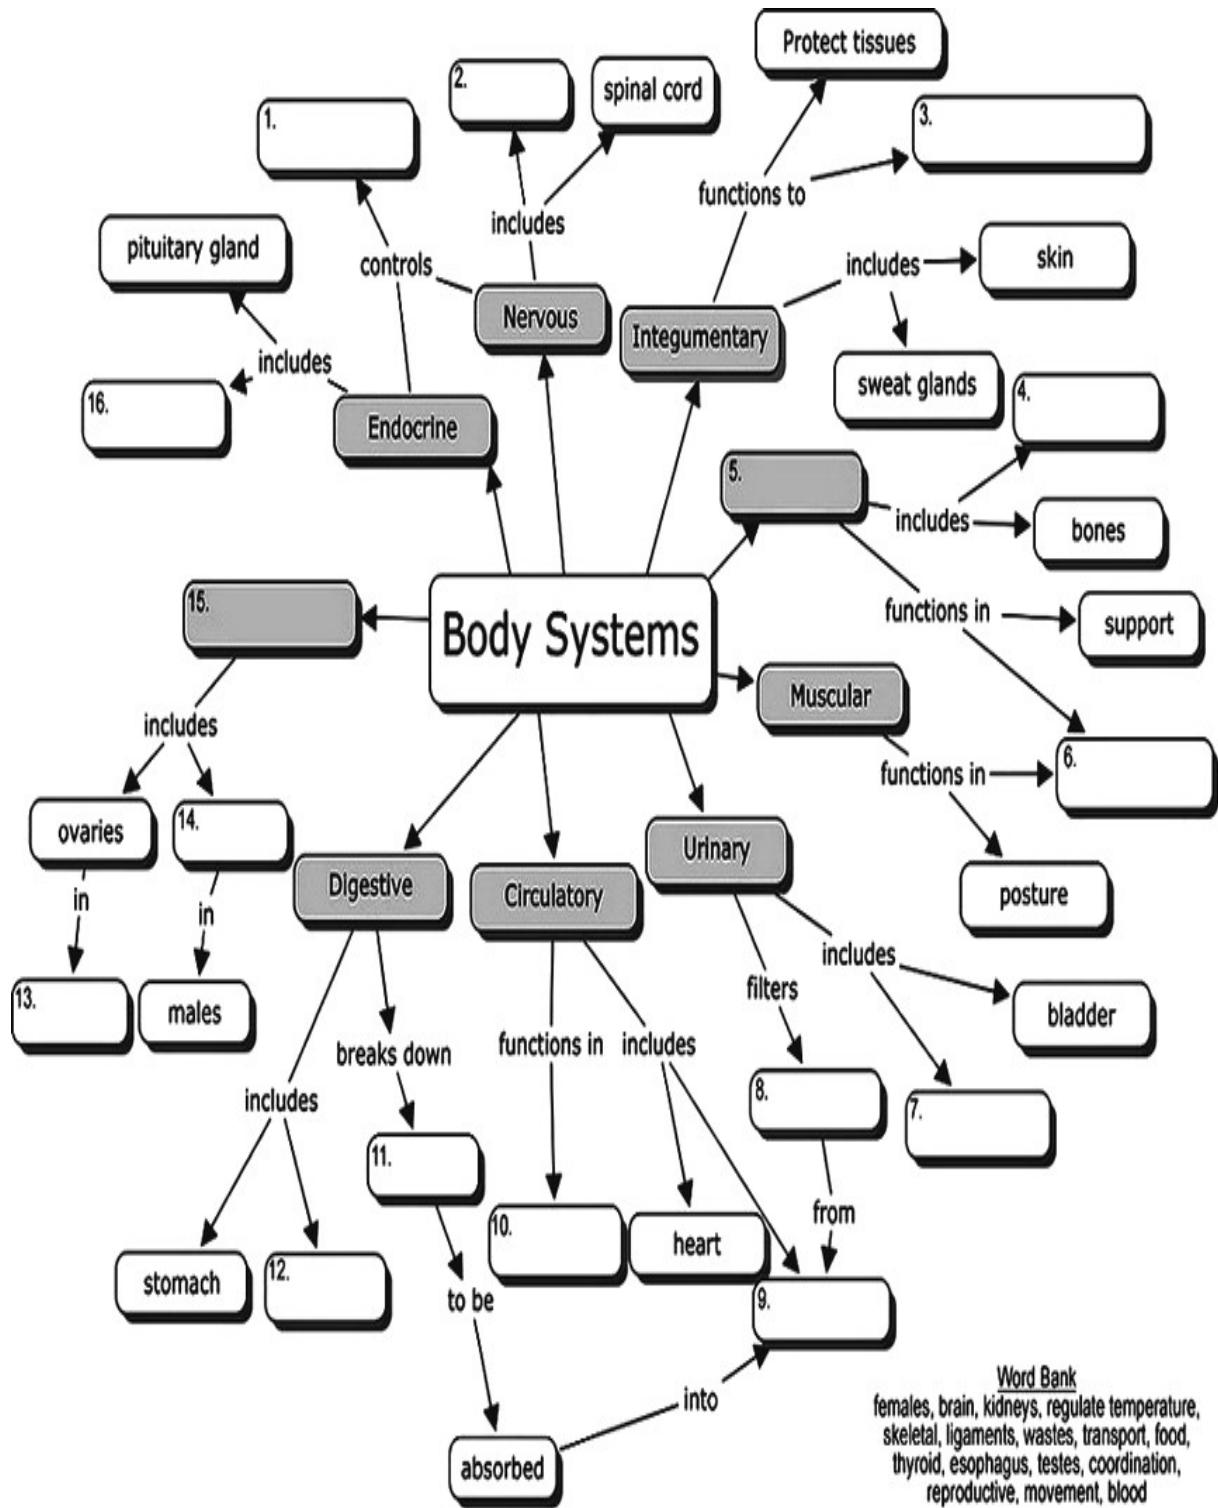 Protect tissues
2.
spinal cord
1.
3.
functions to
includes
pituitary gland
controls
includes
skin
Nervous
Integumentary
includes
sweat glands
16.
4.
Endocrine
5.
includes
bones
15.
functions in
support
Body Systems
Muscular
includes
functions in
6.
ovaries
14.
Urinary
Digestive
Circulatory
posture
in
in
includes
filters
13.
males
bladder
functions in
includes
breaks down
8.
7.
includes
11.
10.
heart
from
stomach
12.
to be
9.
into
absorbed
Word Bank
females, brain, kidneys, regulate temperature,
skeletal, ligaments, wastes, transport, food,
thyroid, esophagus, testes, coordination,
reproductive, movement, blood